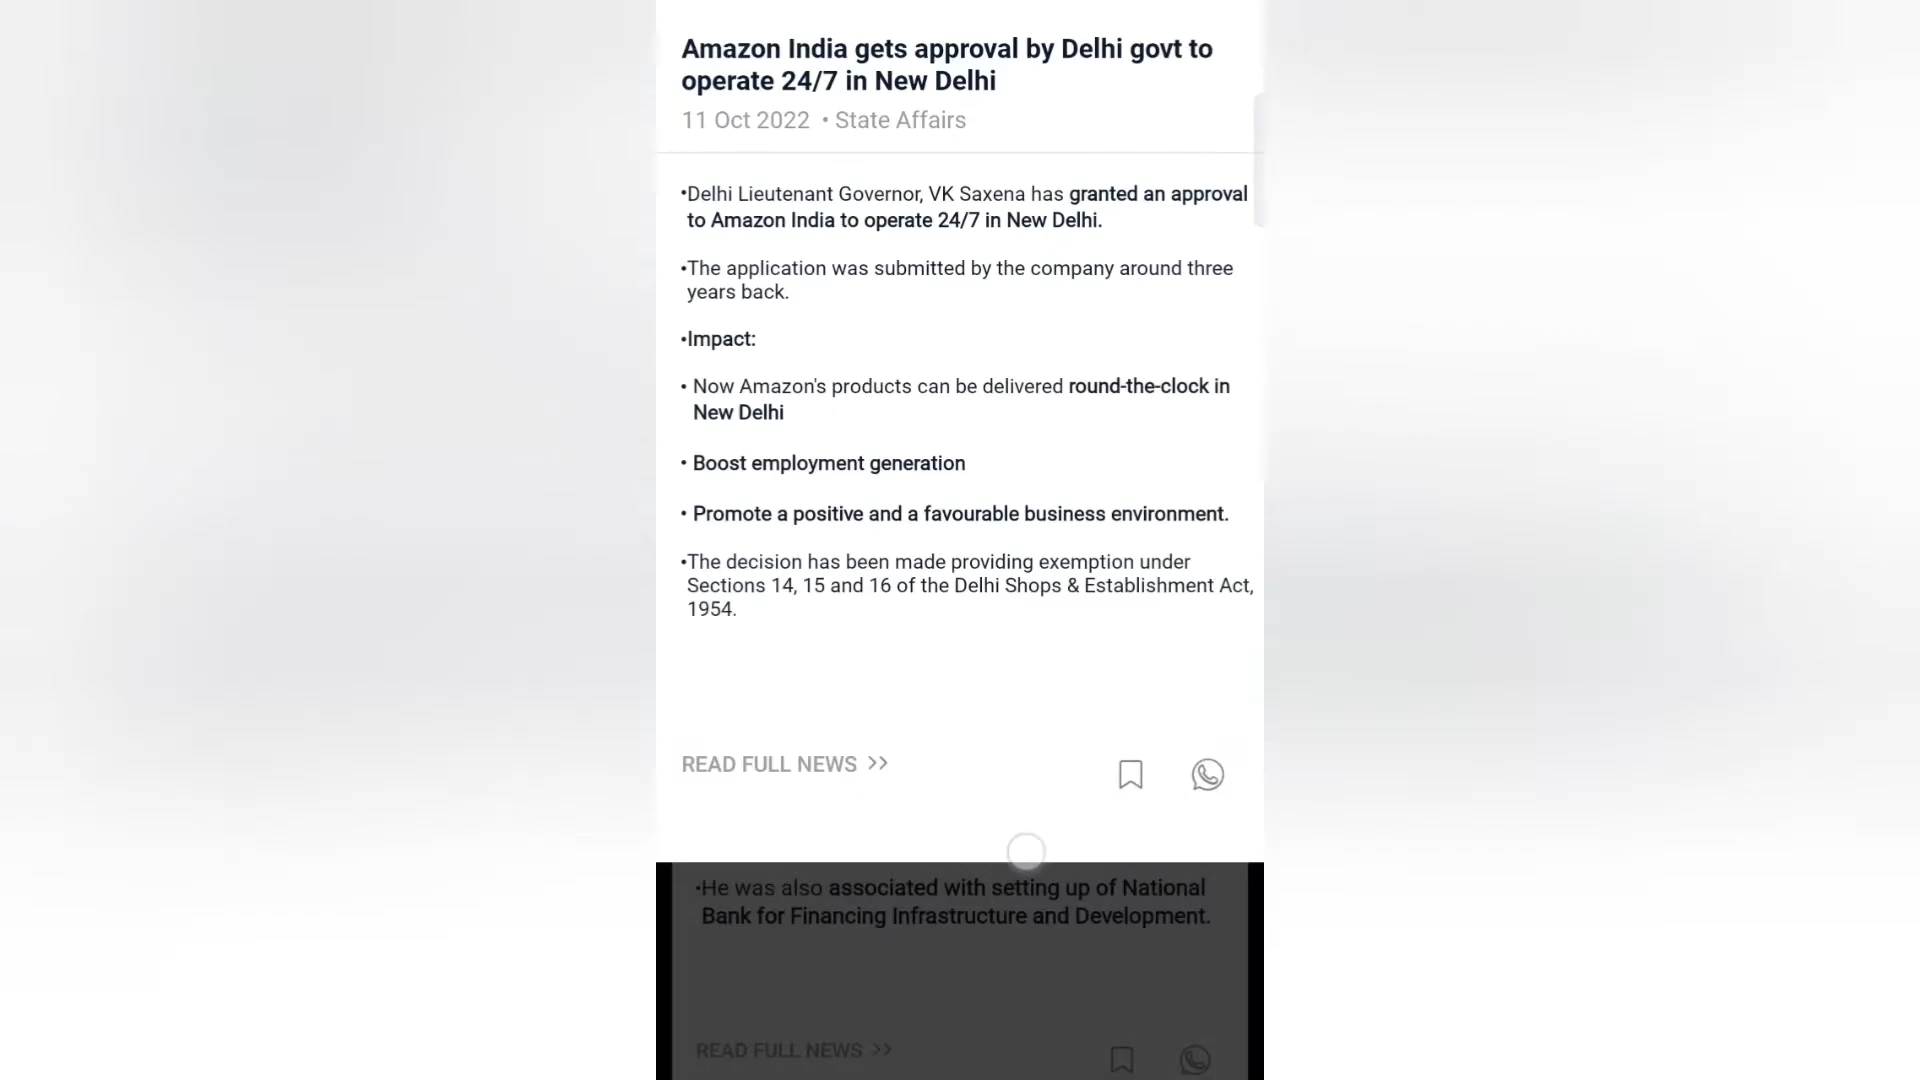 Amazon India gets approval by Delhi govt to
operate 24/7 in New Delhi
11 Oct 2022 • State Affairs
•Delhi Lieutenant Governor, VK Saxena has granted an approval
to Amazon India to operate 24/7 in New Delhi.
•The application was submitted by the company around three
years back.
•Impact:
• Now Amazon's products can be delivered round-the-clock in
New Delhi
• Boost employment generation
• Promote a positive and a favourable business environment.
•The decision has been made providing exemption under
Sections 14, 15 and 16 of the Delhi Shops & Establishment Act,
1954.
READ FULL NEWS >>
•He was also associated with setting up of National
Bank for Financing Infrastructure and Development.
READ FULL NEWS >>